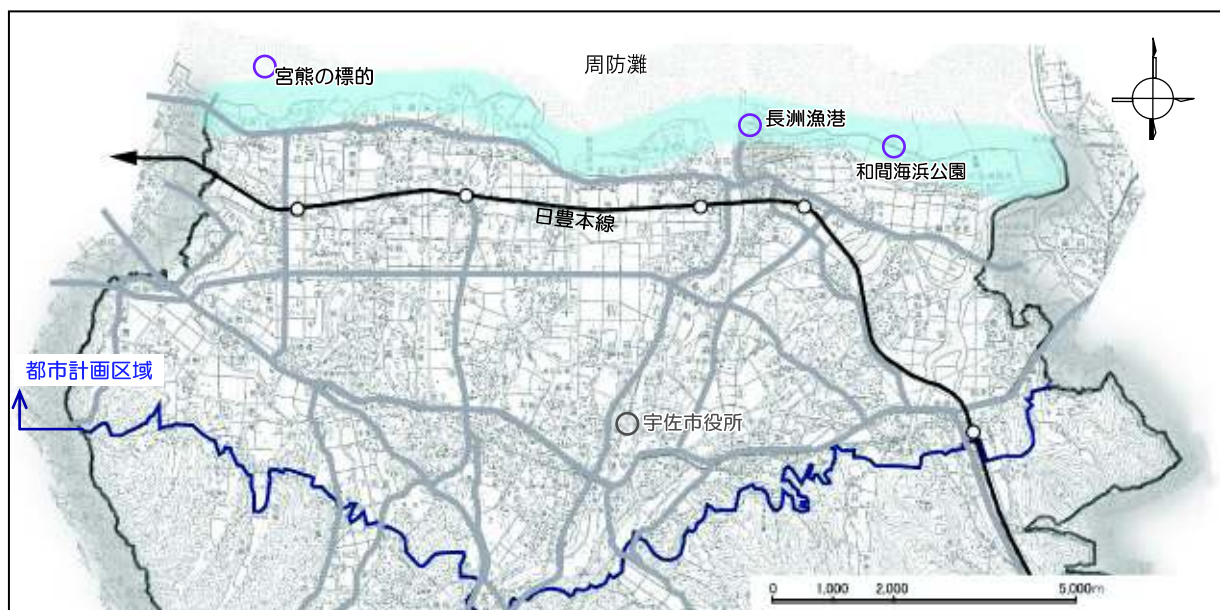 周防灘
宮熊の標的
長洲漁港
和間海浜公園
日豊本線
都市計画区域
宇佐市役所
0 1,000 2,000 5,000m